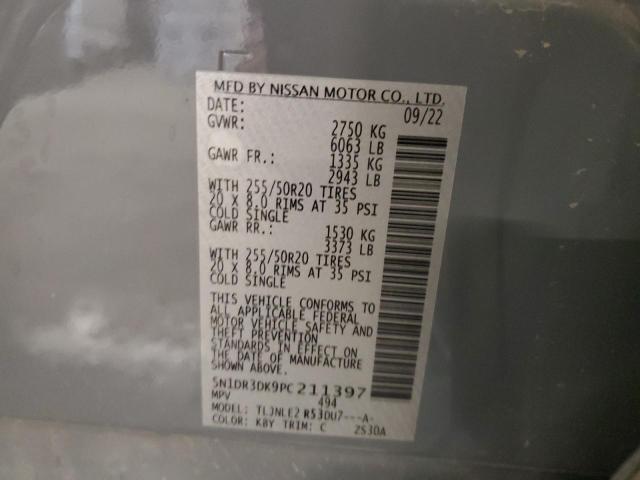 MFD BY NISSAN MOTOR CO., LTD.
DATE: 09/22
GVWR: 2750 KG
6063 LB
GAWR FR.: 1335 KG
2943 LB
WITH 255/50R20 TIRES
20 X 8.0 RIMS AT 35 PSI
COLD SINGLE
GAWR RR.: 1530 KG
3373 LB
WITH 255/50R20 TIRES
20 X 8.0 RIMS AT 35 PSI
COLD SINGLE
THIS VEHICLE CONFORMS TO
ALL APPLICABLE FEDERAL
MOTOR VEHICLE SAFETY AND
THEFT PREVENTION
STANDARDS IN EFFECT ON
THE DATE OF MANUFACTURE
SHOWN ABOVE.
5N1DR3DK9PC211397
MPV 494
MODEL: TLJNLE2 R53DU7---A-
COLOR: KBY TRIM: C 2S30A